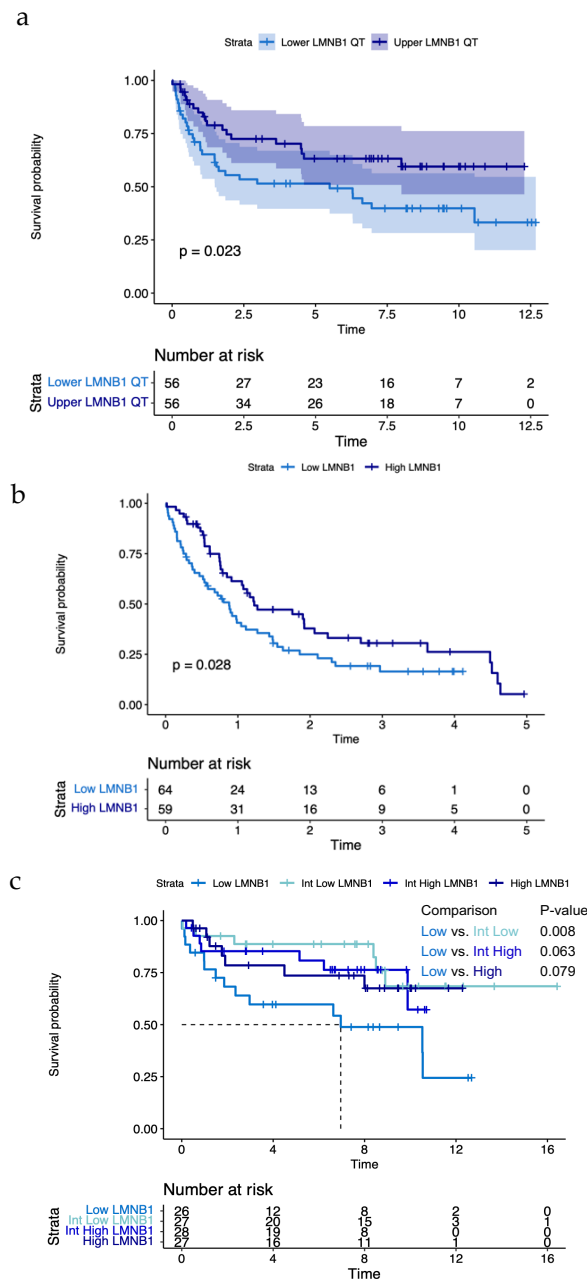 a
Strata Lower LMNB1 QT Upper LMNB1 QT
1.00
0.75
0.50
0.25
0.00
Survival probability
p = 0.023
0 2.5 5 7.5 10 12.5
Time
Number at risk
Strata
Lower LMNB1 QT 56 27 23 16 7 2
Upper LMNB1 QT 56 34 26 18 7 0
0 2.5 5 7.5 10 12.5
Time
b
Strata Low LMNB1 High LMNB1
1.00
0.75
0.50
0.25
0.00
Survival probability
p = 0.028
0 1 2 3 4 5
Time
Number at risk
Strata
Low LMNB1 64 24 13 6 1 0
High LMNB1 59 31 16 9 5 0
0 1 2 3 4 5
Time
c
Strata Low LMNB1 Int Low LMNB1 Int High LMNB1 High LMNB1
Comparison P-value
Low vs. Int Low 0.008
Low vs. Int High 0.063
Low vs. High 0.079
1.00
0.75
0.50
0.25
0.00
Survival probability
0 4 8 12 16
Time
Number at risk
Strata
Low LMNB1 26 12 8 2 0
Int Low LMNB1 27 20 15 3 1
Int High LMNB1 28 19 8 0 0
High LMNB1 27 16 11 1 0
0 4 8 12 16
Time